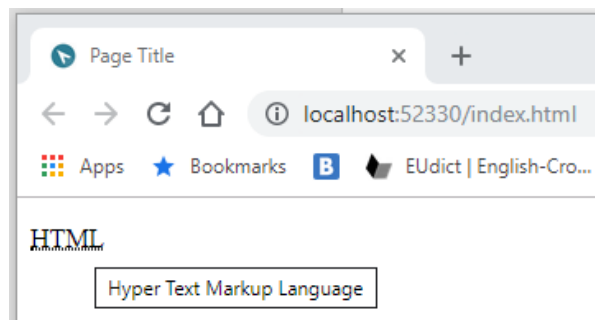 Page Title
localhost:52330/index.html
Apps Bookmarks B EUdict | English-Cro...
HTML
Hyper Text Markup Language